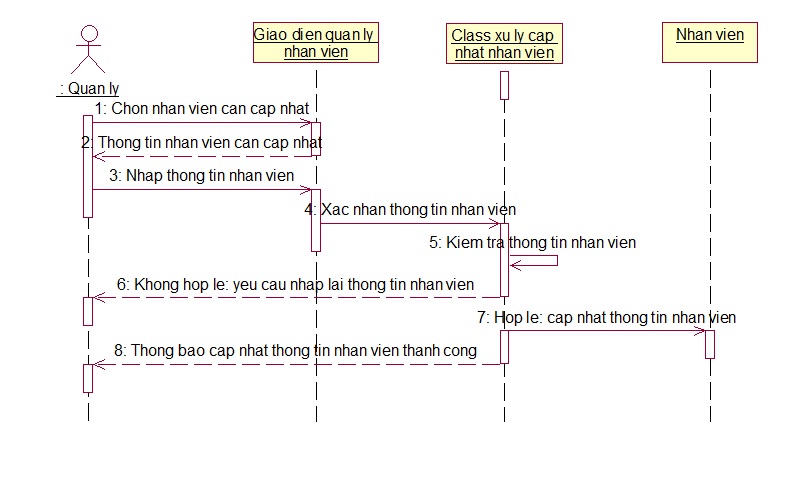 Giao dien quan ly
nhan vien
Class xu ly cap
nhat nhan vien
Nhan vien
: Quan ly
1: Chon nhan vien can cap nhat
2: Thong tin nhan vien can cap nhat
3: Nhap thong tin nhan vien
4: Xac nhan thong tin nhan vien
5: Kiem tra thong tin nhan vien
6: Khong hop le: yeu cau nhap lai thong tin nhan vien
7: Hop le: cap nhat thong tin nhan vien
8: Thong bao cap nhat thong tin nhan vien thanh cong